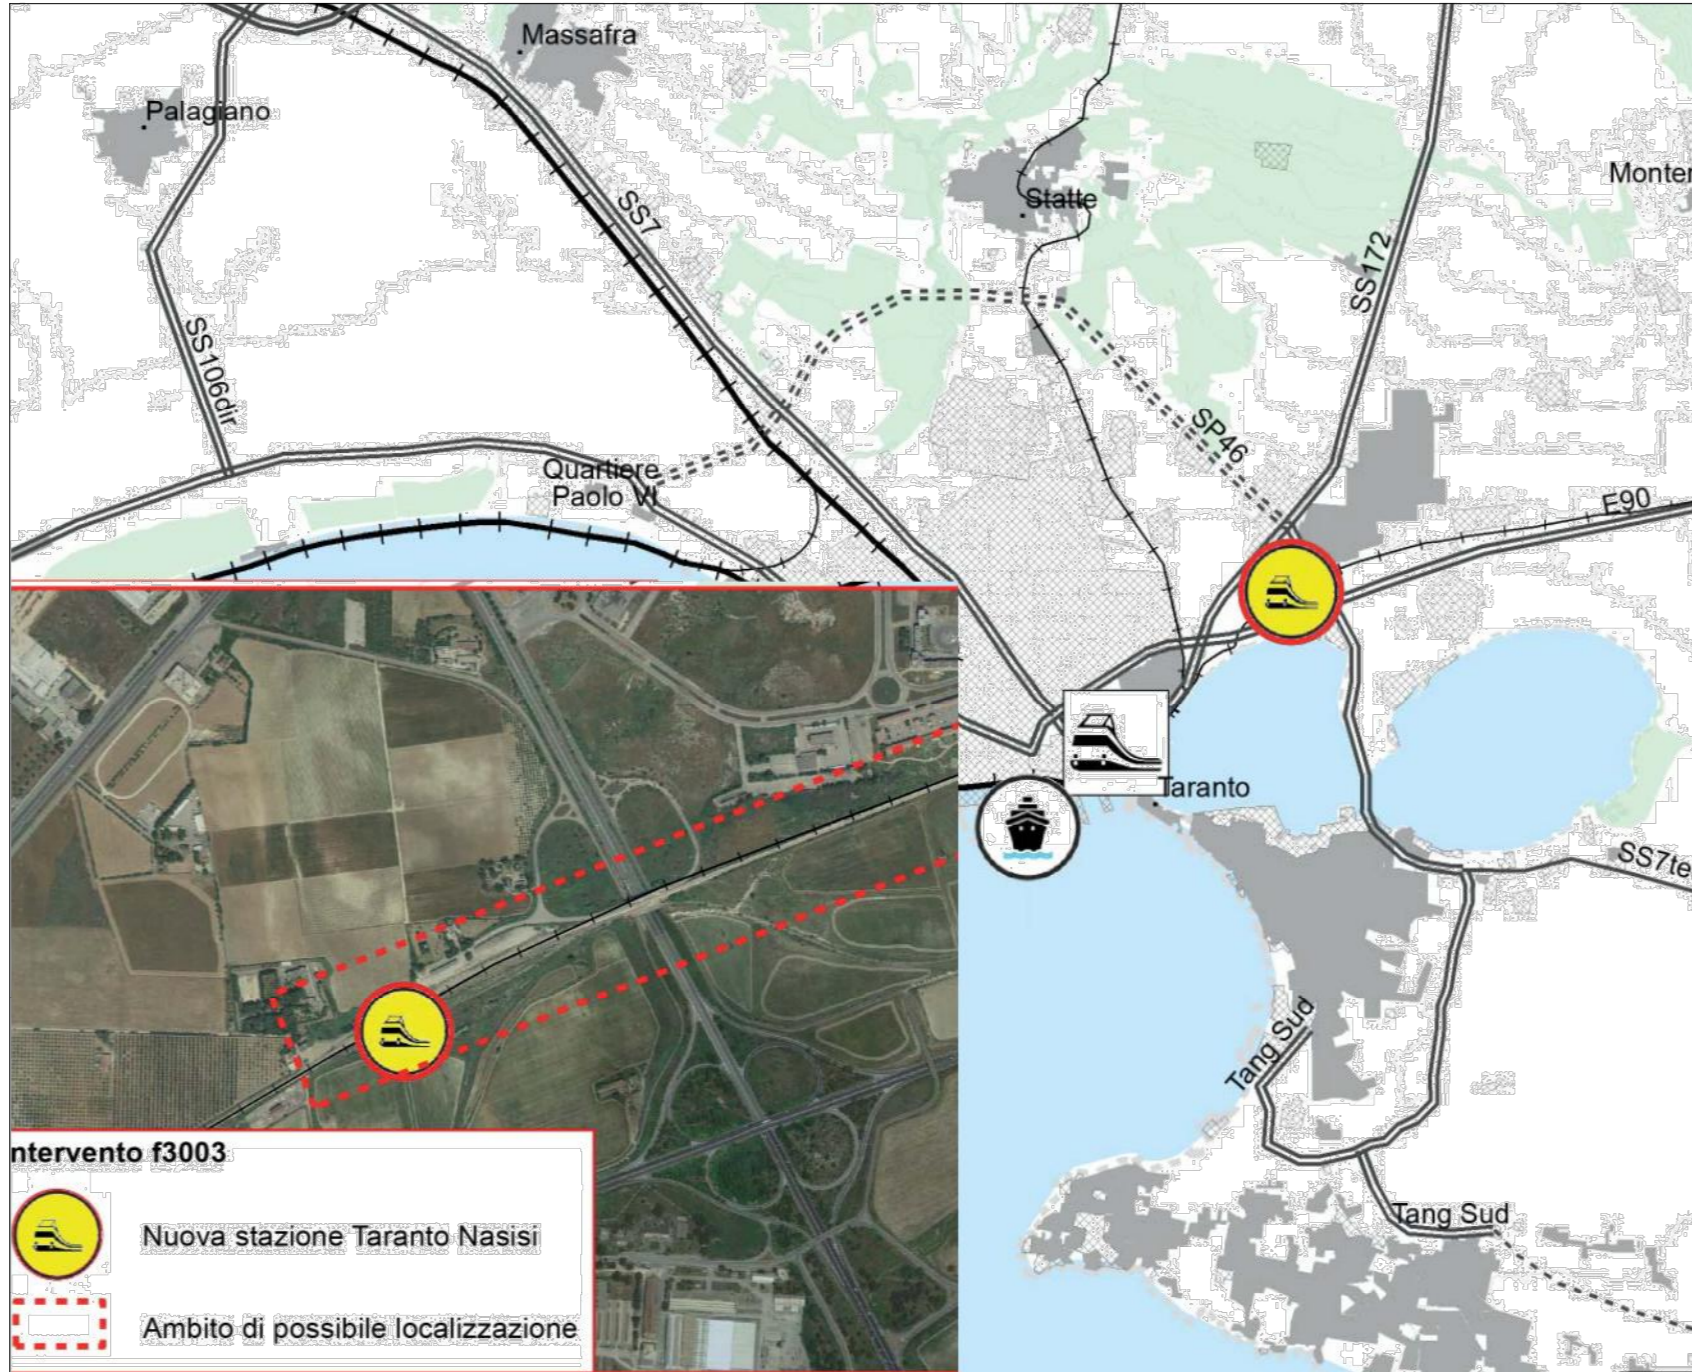 Massafra
Palagiano
Statte
Monter
SS7
SS172
SS106dir
SP46
Quartiere
Paolo VI
E90
Taranto
SS7te
Tang Sud
Tang Sud
ntervento f3003
Nuova stazione Taranto Nasisi
Ambito di possibile localizzazione